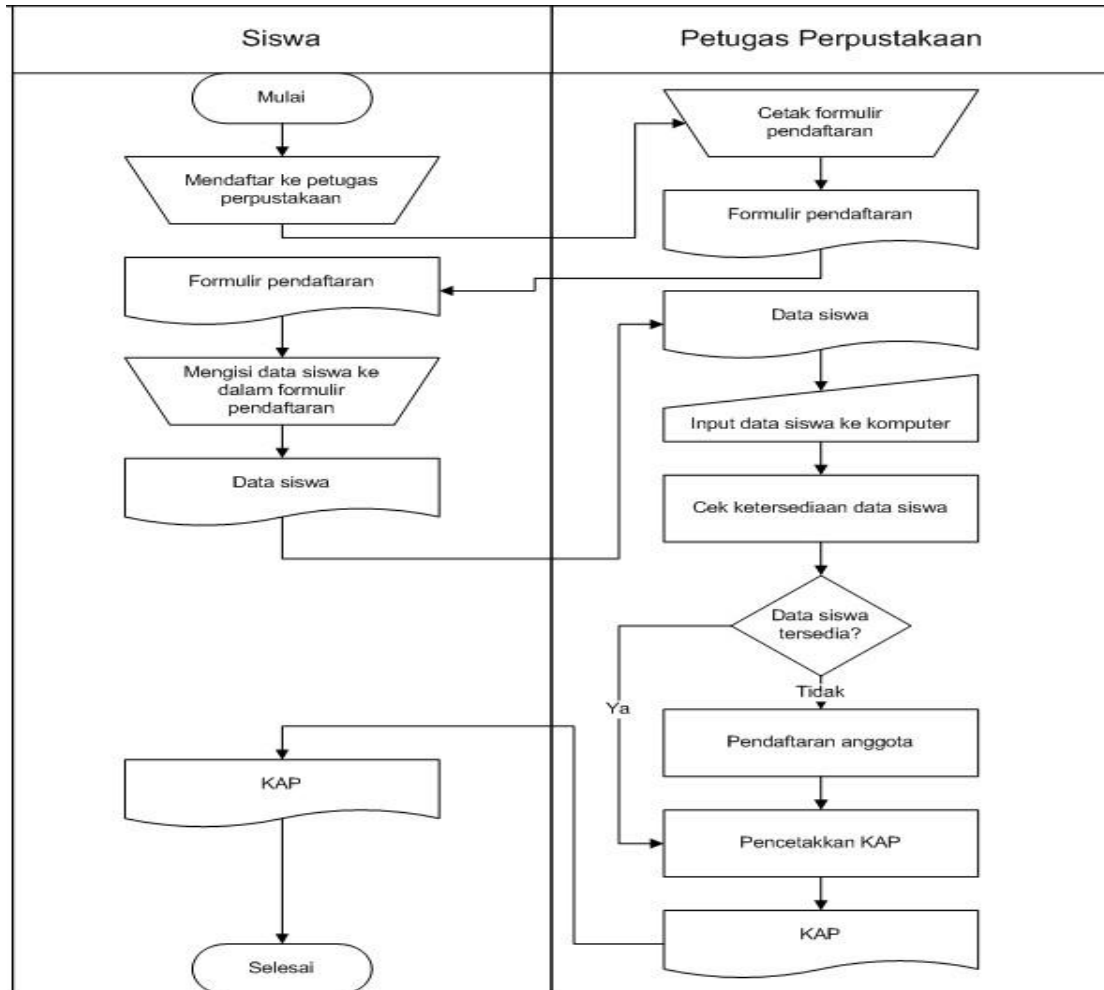 Siswa
Petugas Perpustakaan
Mulai
Cetak formulir
pendaftaran
Mendaftar ke petugas
perpustakaan
Formulir pendaftaran
Formulir pendaftaran
Data siswa
Mengisi data siswa ke
dalam formulir
pendaftaran
Input data siswa ke komputer
Data siswa
Cek ketersediaan data siswa
Data siswa
tersedia?
Tidak
Ya
Pendaftaran anggota
KAP
Pencetakkan KAP
KAP
Selesai